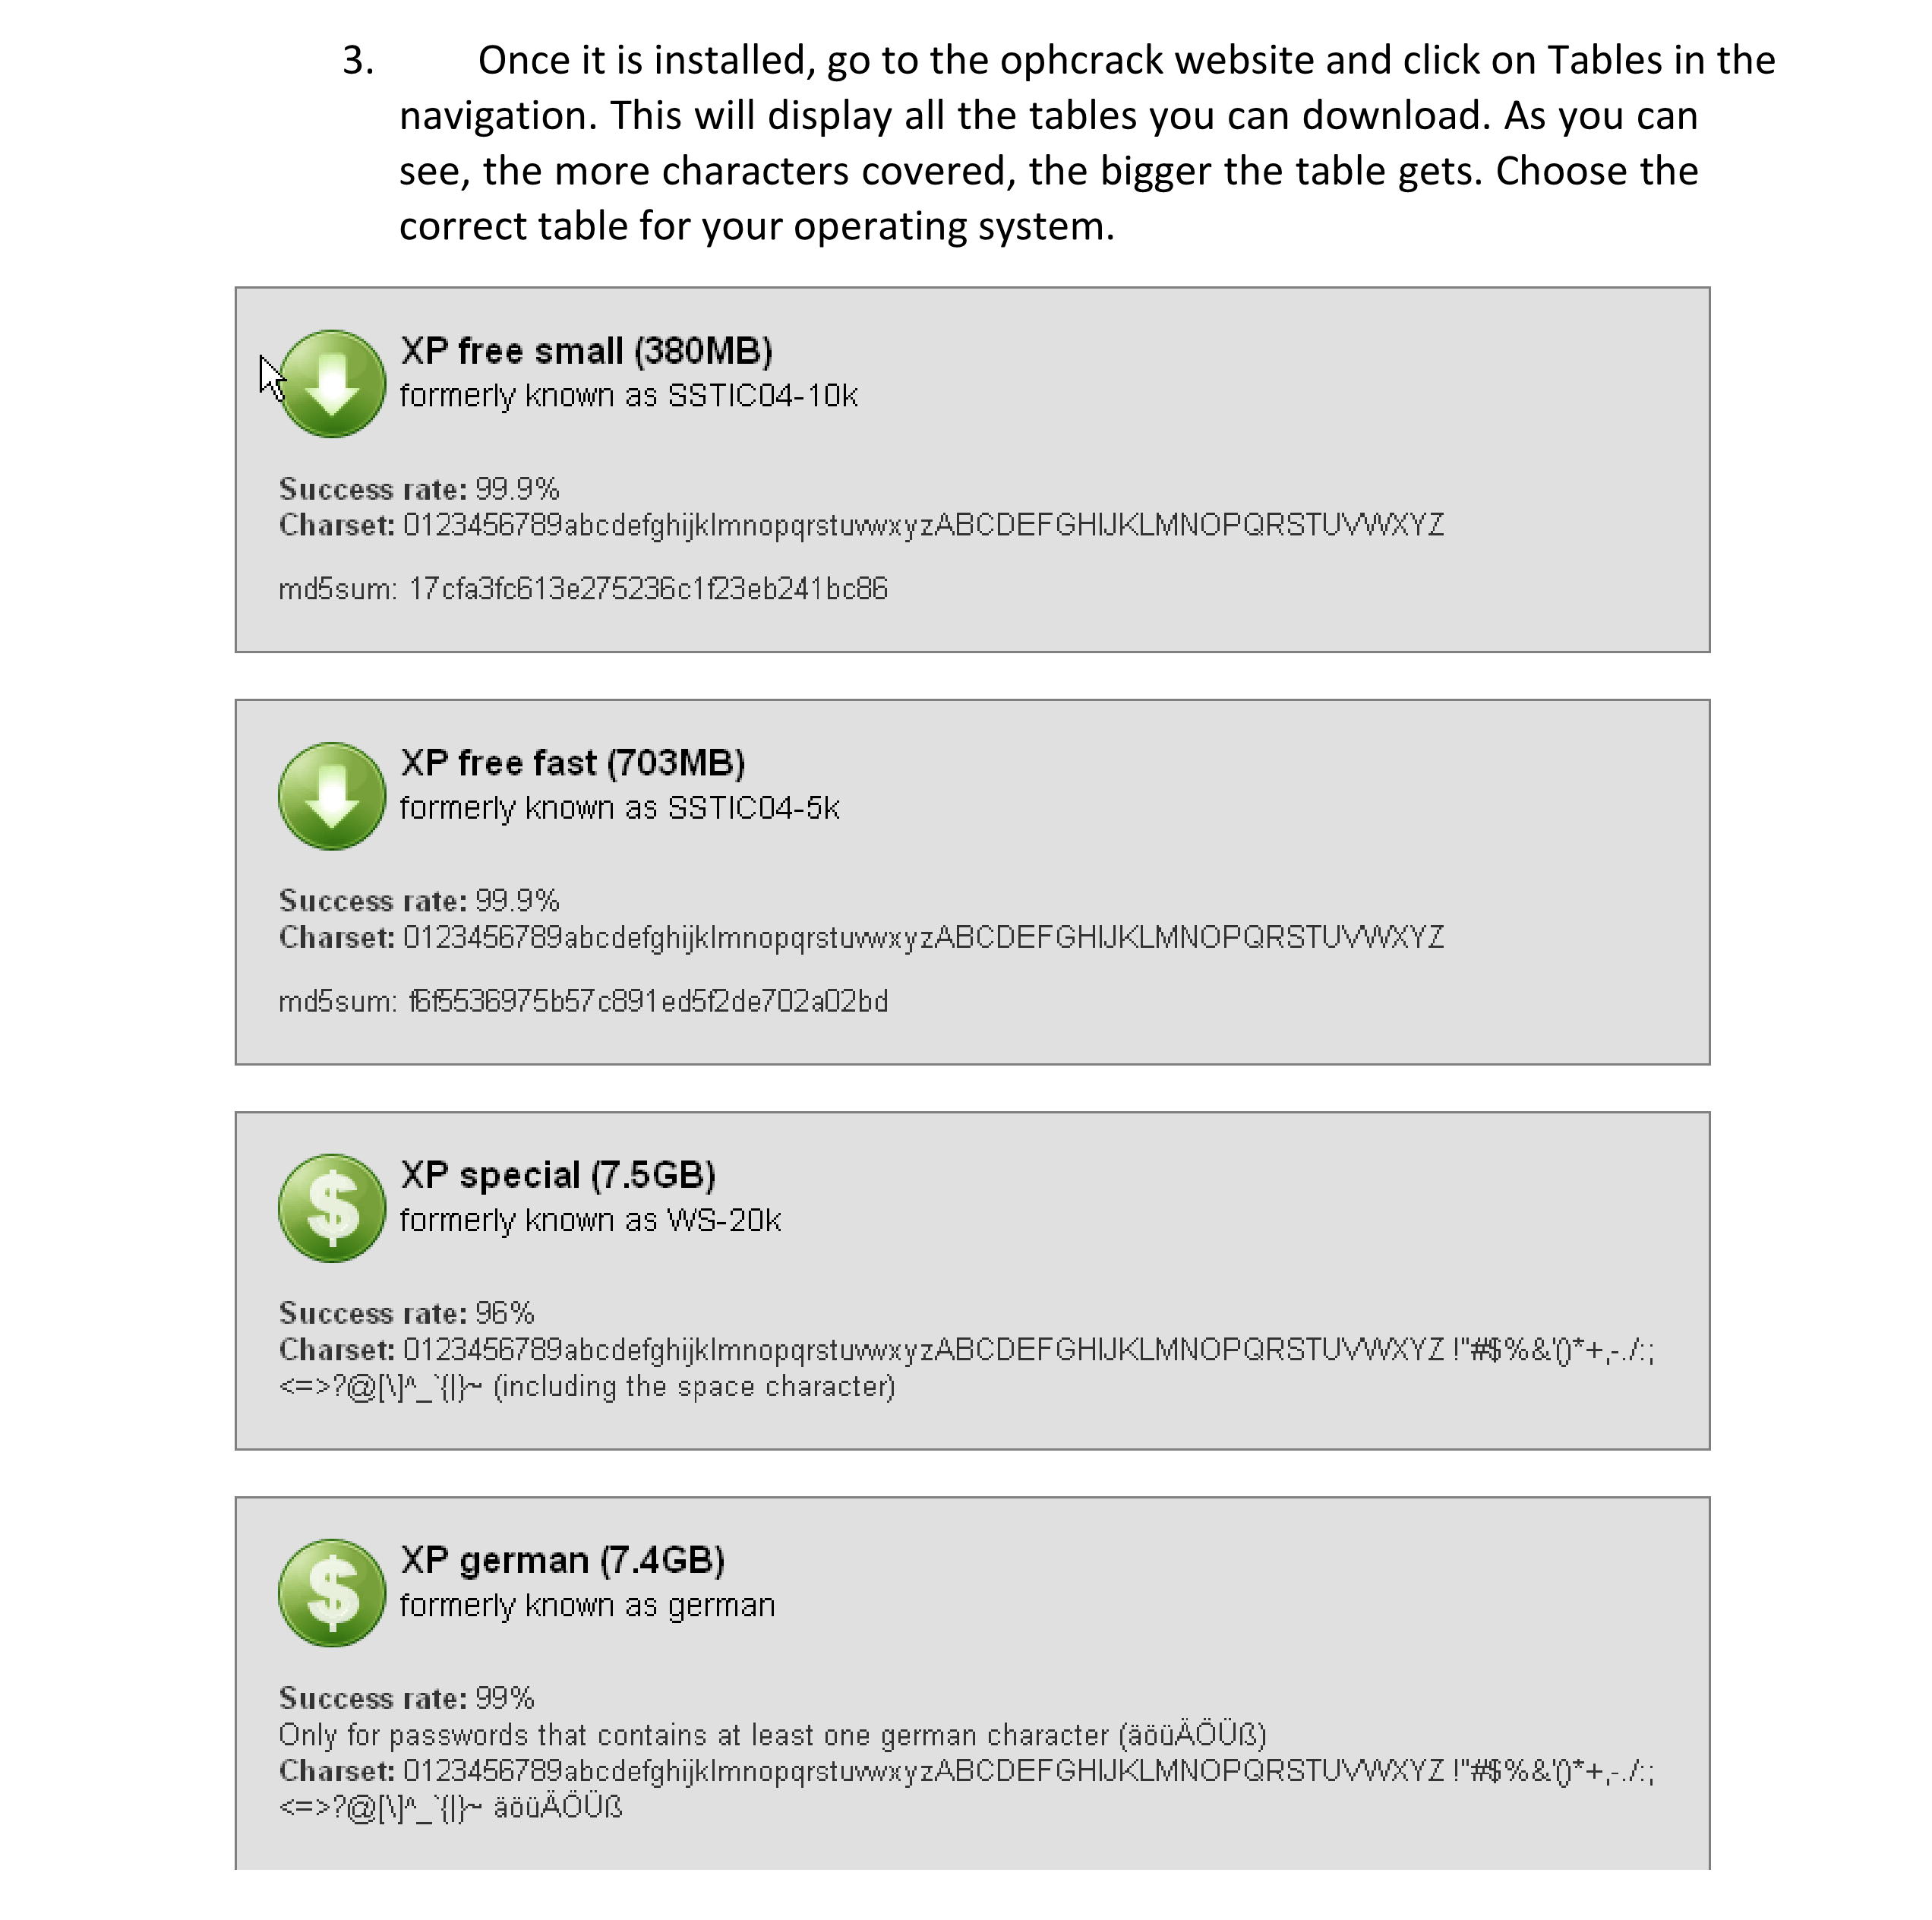 3. Once it is installed, go to the ophcrack website and click on Tables in the
navigation. This will display all the tables you can download. As you can
see, the more characters covered, the bigger the table gets. Choose the
correct table for your operating system.
XP free small (380MB)
formerly known as SSTIC04-10k
Success rate: 99.9%
Charset: 0123456789abcdefghijklmnopqrstuvwxyzABCDEFGHIJKLMNOPQRSTUVWXYZ
md5sum: 17cfa3fc613e275236c1f23eb241bc86
XP free fast (703MB)
formerly known as SSTIC04-5k
Success rate: 99.9%
Charset: 0123456789abcdefghijklmnopqrstuvwxyzABCDEFGHIJKLMNOPQRSTUVWXYZ
md5sum: f6f5536975b57c891ed5f2de702a02bd
$ XP special (7.5GB)
formerly known as WS-20k
Success rate: 96%
Charset: 0123456789abcdefghijklmnopqrstuvwxyzABCDEFGHIJKLMNOPQRSTUVWXYZ !"#$%&'()*+,-./:;
<=>?@[\]^_`{|}~ (including the space character)
$ XP german (7.4GB)
formerly known as german
Success rate: 99%
Only for passwords that contains at least one german character (äöüÄÖÜß)
Charset: 0123456789abcdefghijklmnopqrstuvwxyzABCDEFGHIJKLMNOPQRSTUVWXYZ !"#$%&'()*+,-./:;
<=>?@[\]^_`{|}~ äöüÄÖÜß